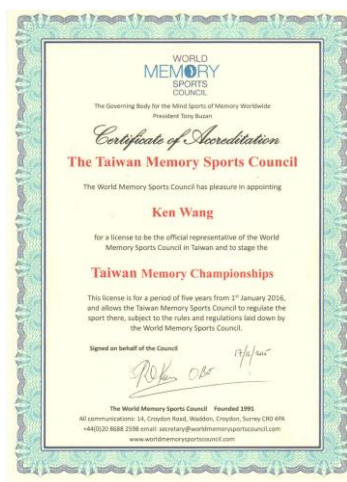 WORLD
MEMORY
SPORTS
COUNCIL
The Governing Body for the Mind Sports of Memory Worldwide
President Tony Buzan
Certificate of Accreditation
The Taiwan Memory Sports Council
The World Memory Sports Council has pleasure in appointing
Ken Wang
for a license to be the official representative of the World
Memory Sports Council in Taiwan and to stage the
Taiwan Memory Championships
This license is for a period of five years from 1st January 2016,
and allows the Taiwan Memory Sports Council to regulate the
sport there, subject to the rules and regulations laid down by
the World Memory Sports Council.
Signed on behalf of the Council
OBE
The World Memory Sports Council Founded 1991
All communications: 14, Croydon Road, Waddon, Croydon, Surrey CR0 4PA
+44(0)20 8688 2598 email: secretary@worldmemorysportscouncil.com
www.worldmemorysportscouncil.com